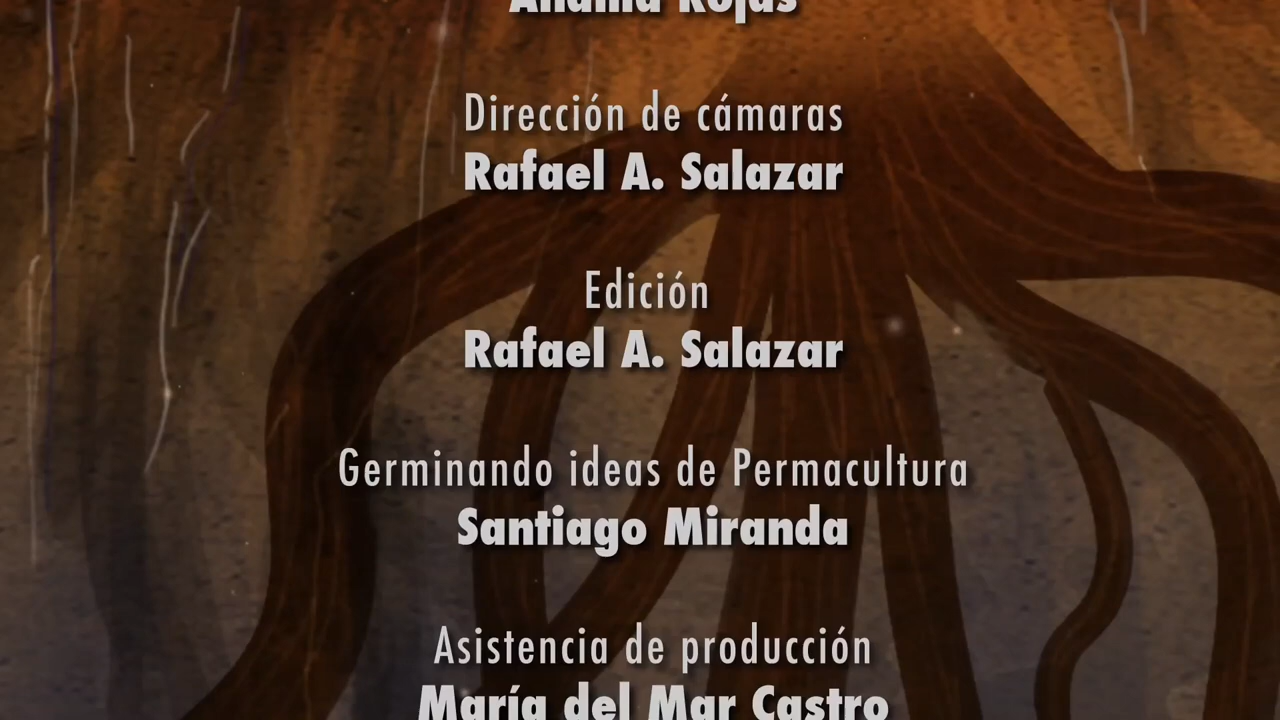 Rojas
Dirección de cámaras
Rafael A. Salazar
Edición
Rafael A. Salazar
Germinando ideas de Permacultura
Santiago Miranda
Asistencia de producción
María del Mar Castro